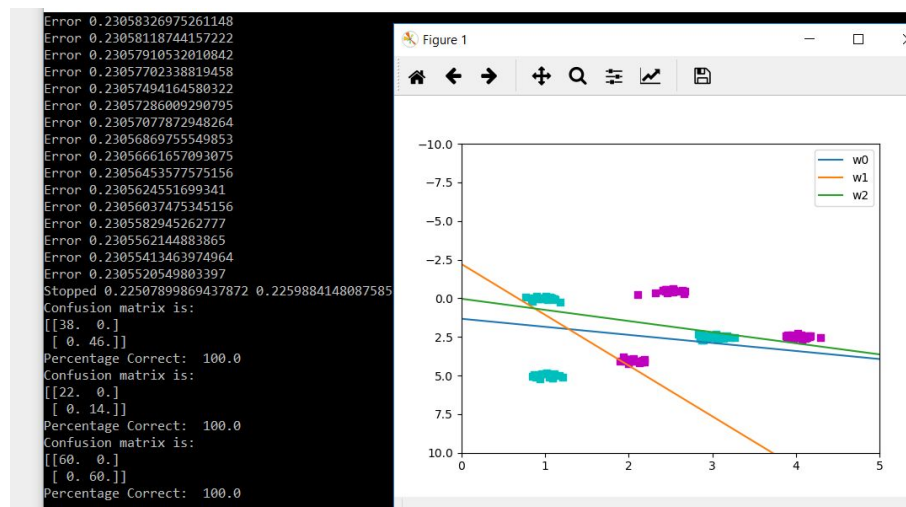 Error 0.23058326975261148
Error 0.23058118744157222
Error 0.23057910532010842
Error 0.23057702338819458
Error 0.23057494164580322
Error 0.23057286009290795
Error 0.23057077872948264
Error 0.23056869755549853
Error 0.23056661657093075
Error 0.23056453577575156
Error 0.2305624551699341
Error 0.23056037475345156
Error 0.2305582945262777
Error 0.2305562144883865
Error 0.23055413463974964
Error 0.2305520549803397
Stopped 0.22507899869437872 0.2259884148087585
Confusion matrix is:
[[38. 0.]
[ 0. 46.]]
Percentage Correct: 100.0
Confusion matrix is:
[[22. 0.]
[ 0. 14.]]
Percentage Correct: 100.0
Confusion matrix is:
[[60. 0.]
[ 0. 60.]]
Percentage Correct: 100.0
Figure 1
−10.0
−7.5
−5.0
−2.5
0.0
2.5
5.0
7.5
10.0
0 1 2 3 4 5
w0
w1
w2